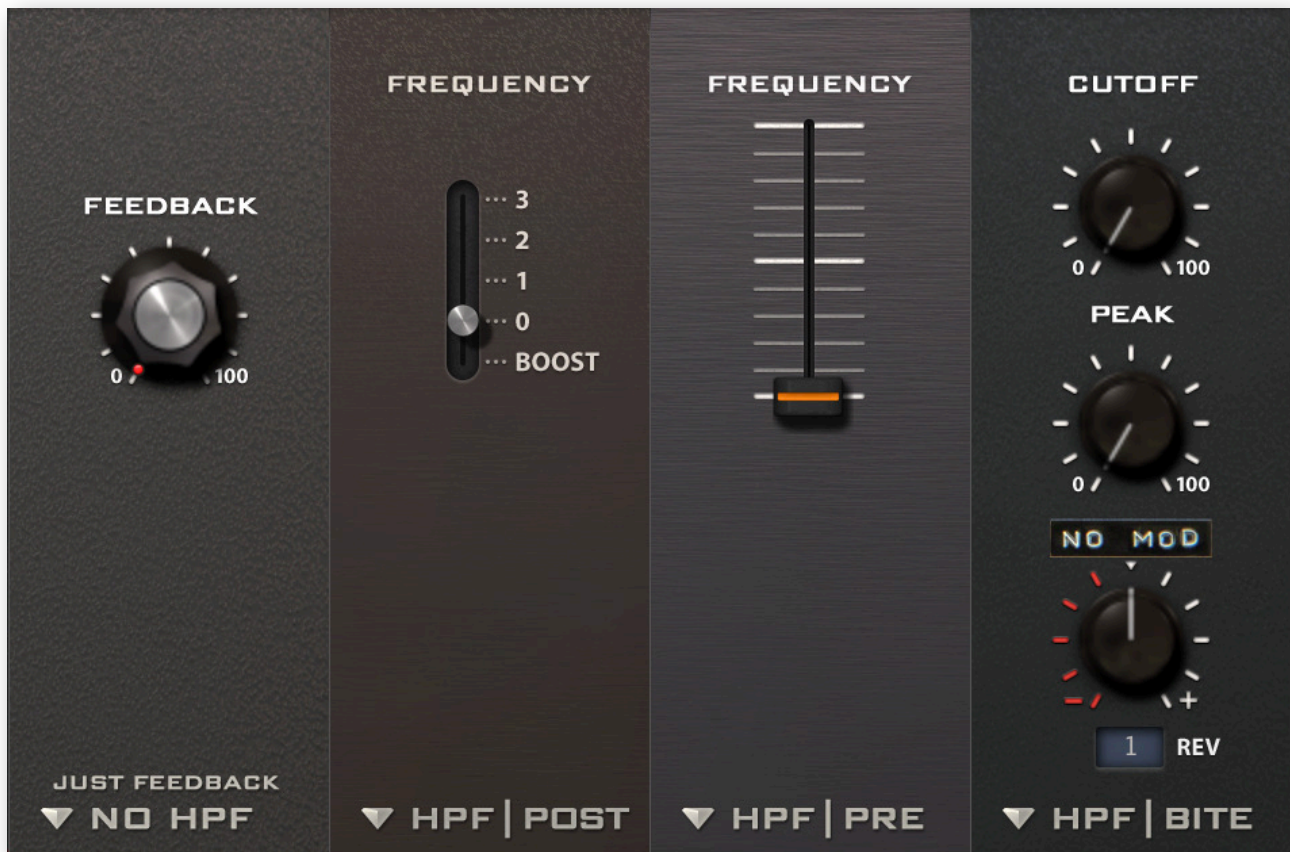 FEEDBACK
0 100
JUST FEEDBACK
NO HPF
FREQUENCY
3
2
1
0
BOOST
HPF|POST
FREQUENCY
HPF|PRE
CUTOFF
0 100
PEAK
0 100
NO MOD
- +
1 REV
HPF|BITE